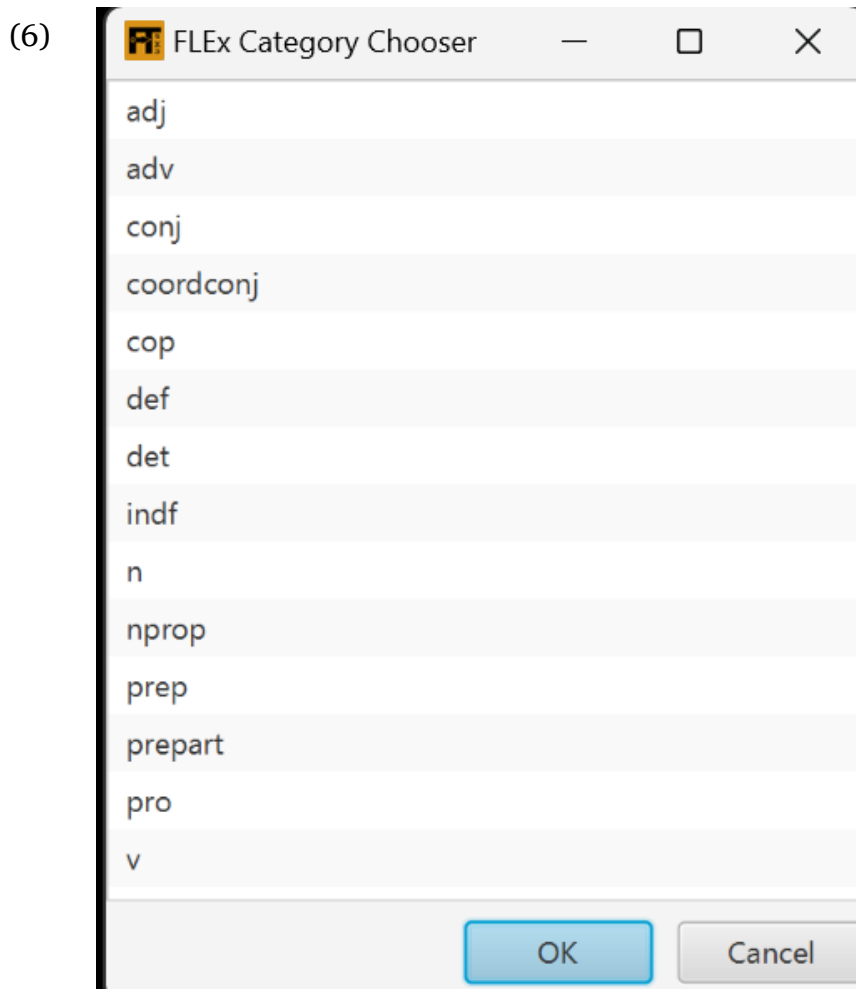 (6)
FLEx Category Chooser
adj
adv
conj
coordconj
cop
def
det
indf
n
nprop
prep
prepart
pro
v
OK Cancel